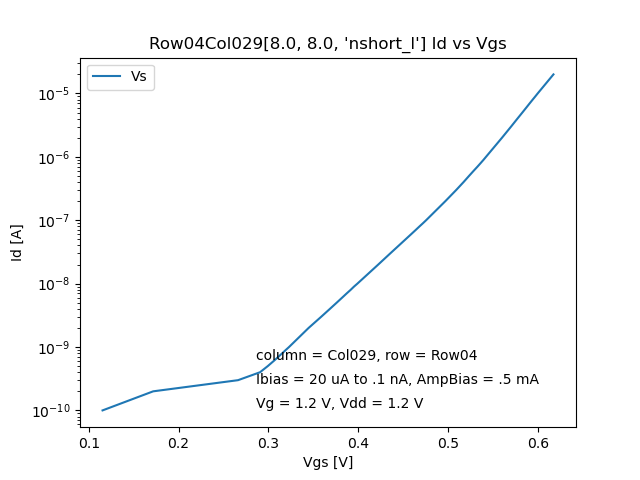 Row04Col029[8.0, 8.0, 'nshort_l'] Id vs Vgs
Vs
Id [A]
10⁻⁵
10⁻⁶
10⁻⁷
10⁻⁸
10⁻⁹
10⁻¹⁰
column = Col029, row = Row04
Ibias = 20 uA to .1 nA, AmpBias = .5 mA
Vg = 1.2 V, Vdd = 1.2 V
0.1 0.2 0.3 0.4 0.5 0.6
Vgs [V]